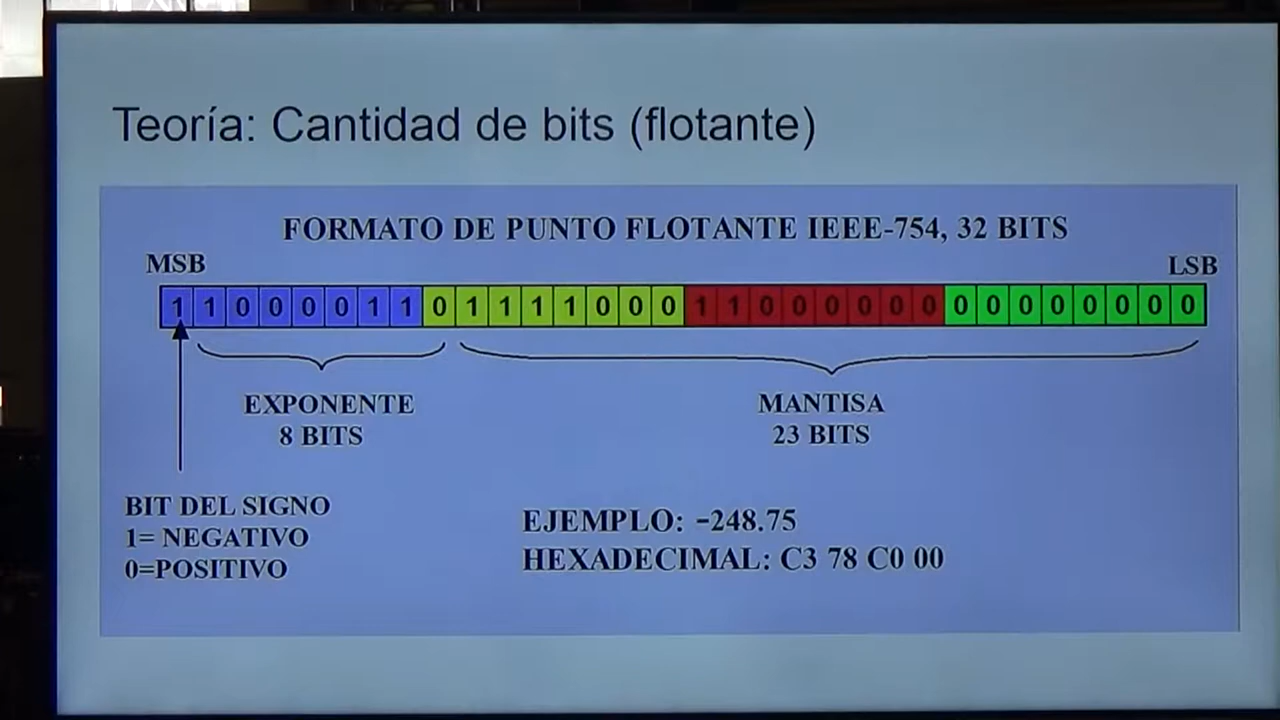 Teoría: Cantidad de bits (flotante)
FORMATO DE PUNTO FLOTANTE IEEE-754, 32 BITS
MSB
LSB
1 1 0 0 0 0 1 1 0 1 1 1 1 0 0 0 1 1 0 0 0 0 0 0 0 0 0 0 0 0 0 0
EXPONENTE
8 BITS
MANTISA
23 BITS
BIT DEL SIGNO
1= NEGATIVO
0=POSITIVO
EJEMPLO: -248.75
HEXADECIMAL: C3 78 C0 00